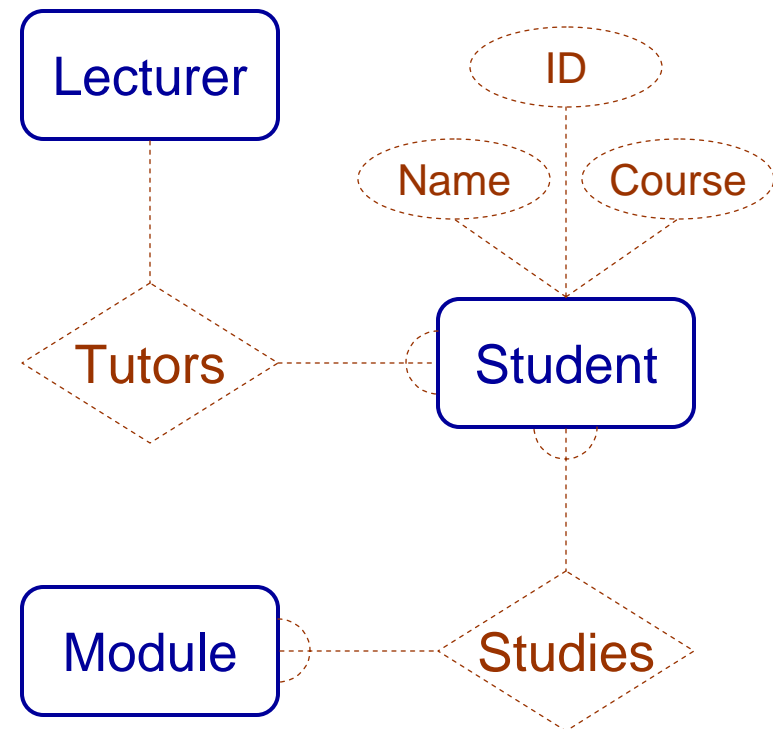 Lecturer
ID
Name
Course
Tutors
Student
Module
Studies